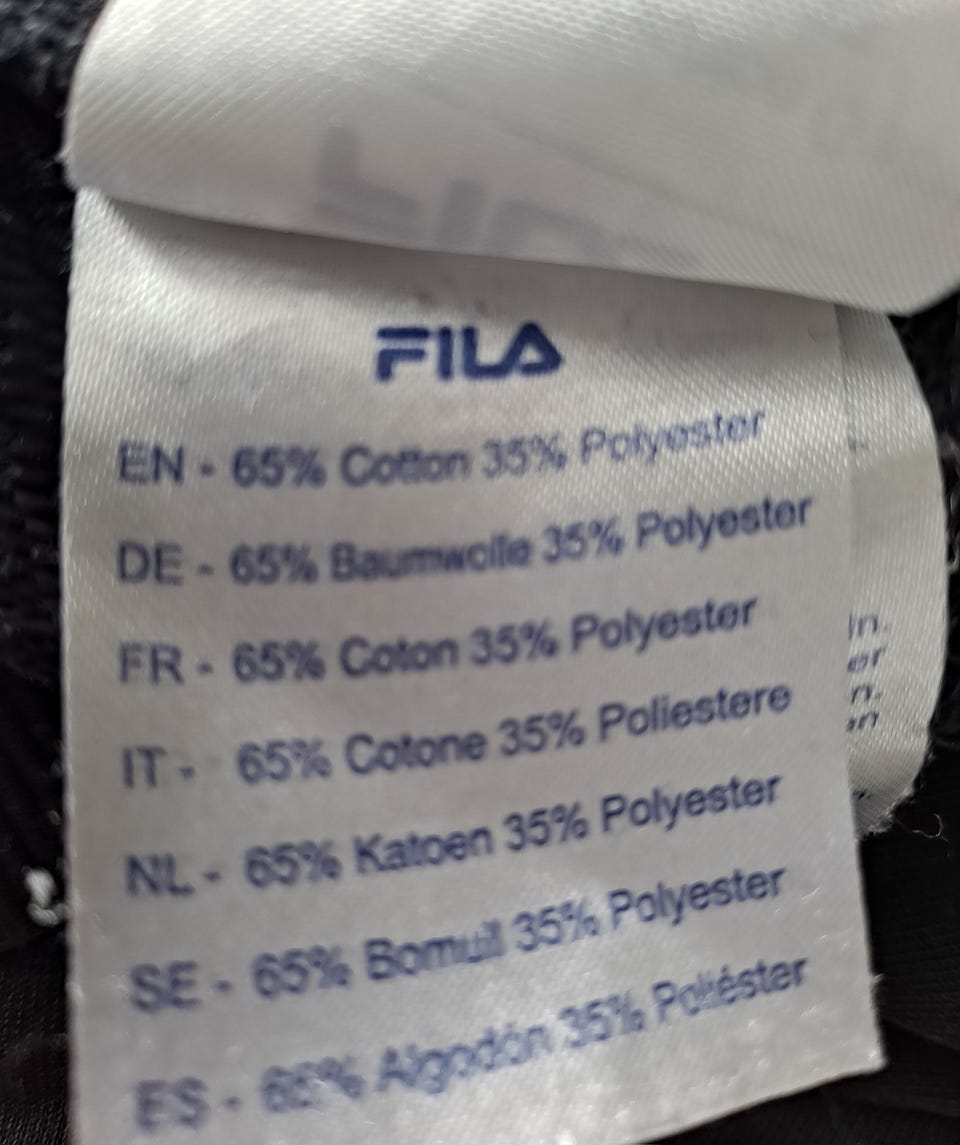 FILA
EN - 65% Cotton 35% Polyester
DE - 65% Baumwolle 35% Polyester
FR - 65% Coton 35% Polyester
IT - 65% Cotone 35% Poliestere
NL - 65% Katoen 35% Polyester
SE - 65% Bomull 35% Polyester
ES - 65% Algodón 35% Poliéster